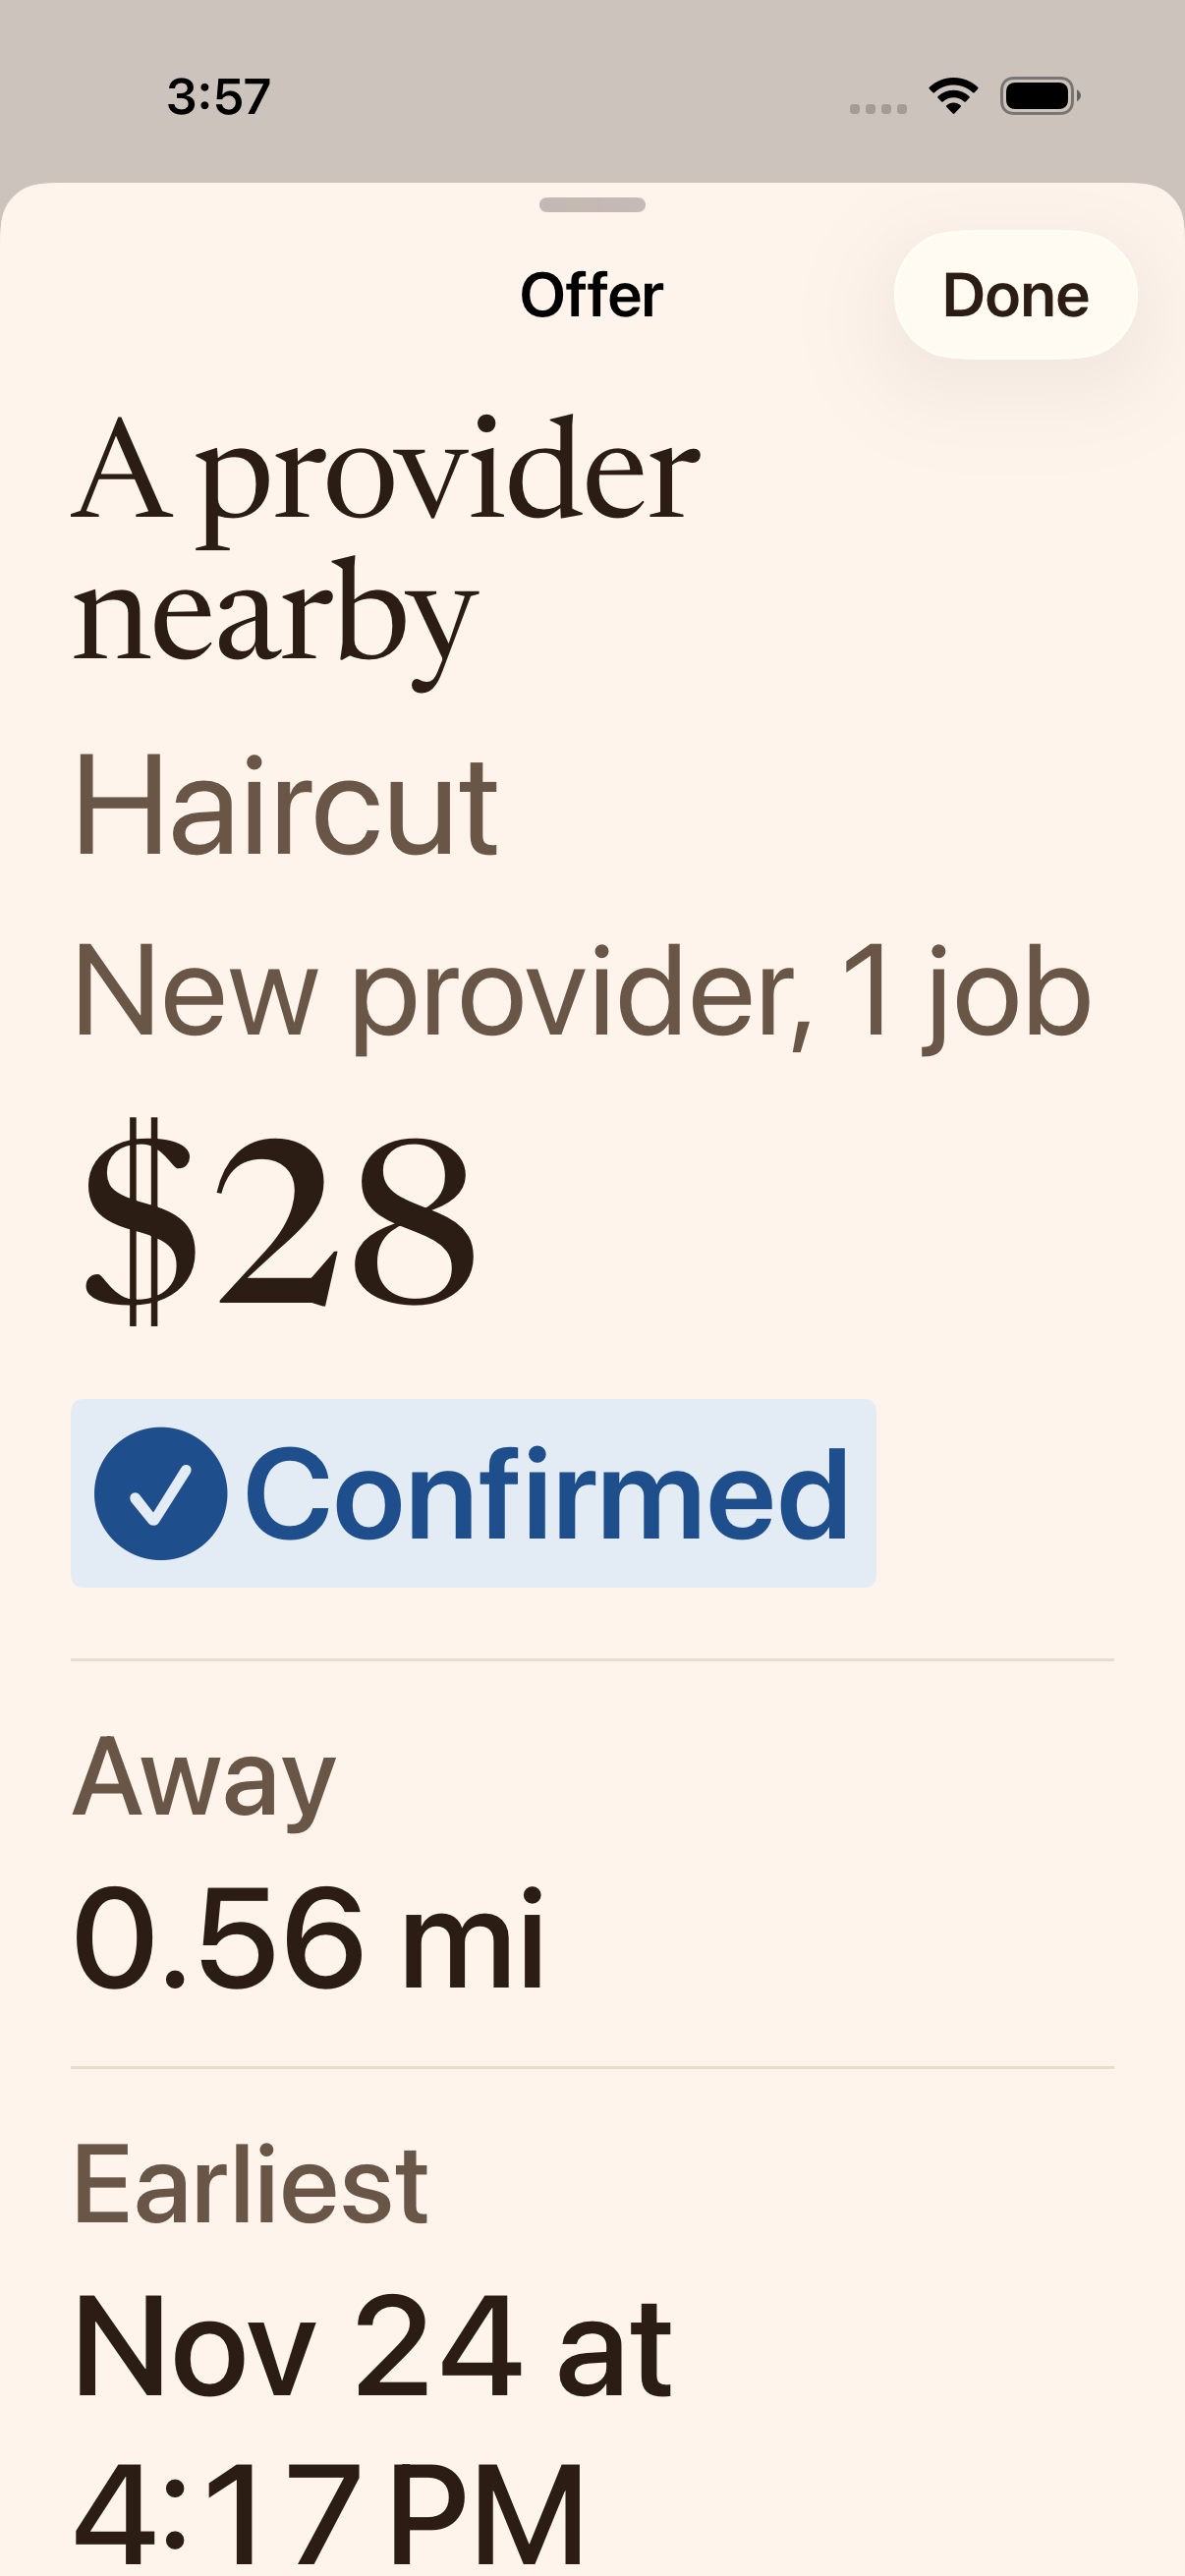 3:57
Offer
Done
A provider
nearby
Haircut
New provider, 1 job
$28
Confirmed
Away
0.56 mi
Earliest
Nov 24 at
4:17 PM